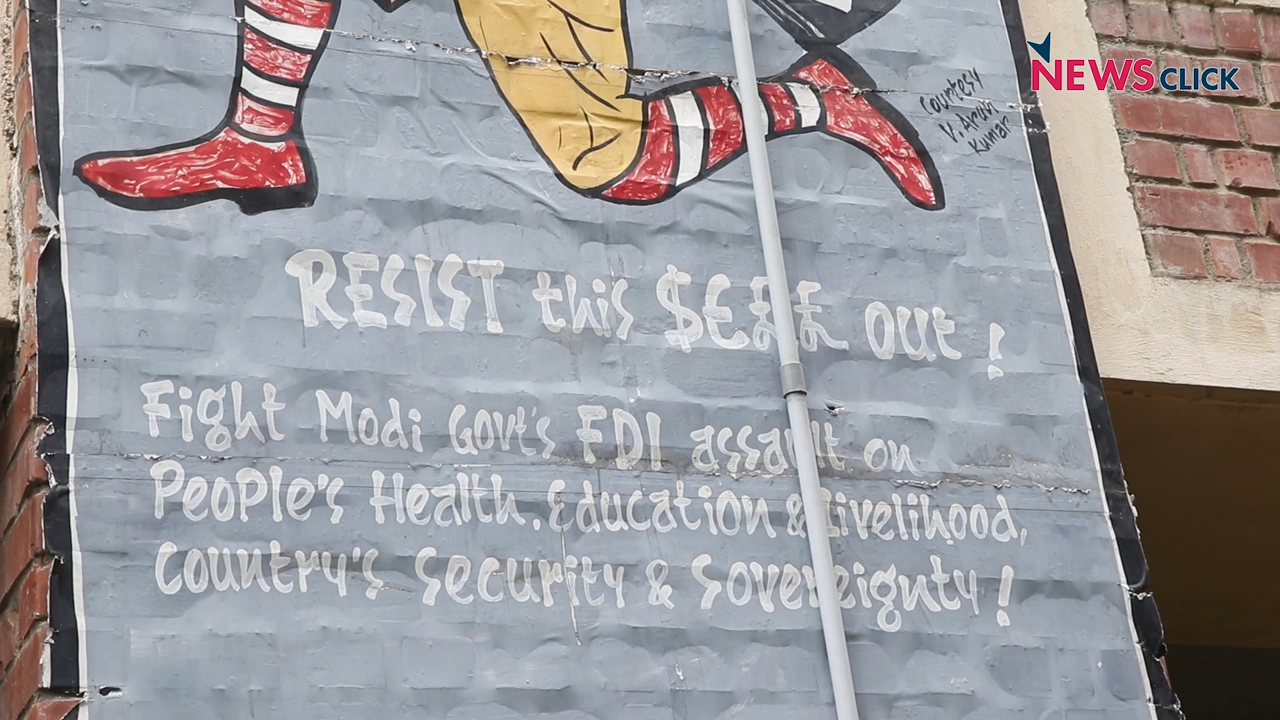 NEWSCLICK
Courtesy
V. Arun
Kumar
RESIST this $€££ out !
Fight Modi Govt's FDI assault on
People's Health, Education & Livelihood,
Country's Security & Sovereignty !